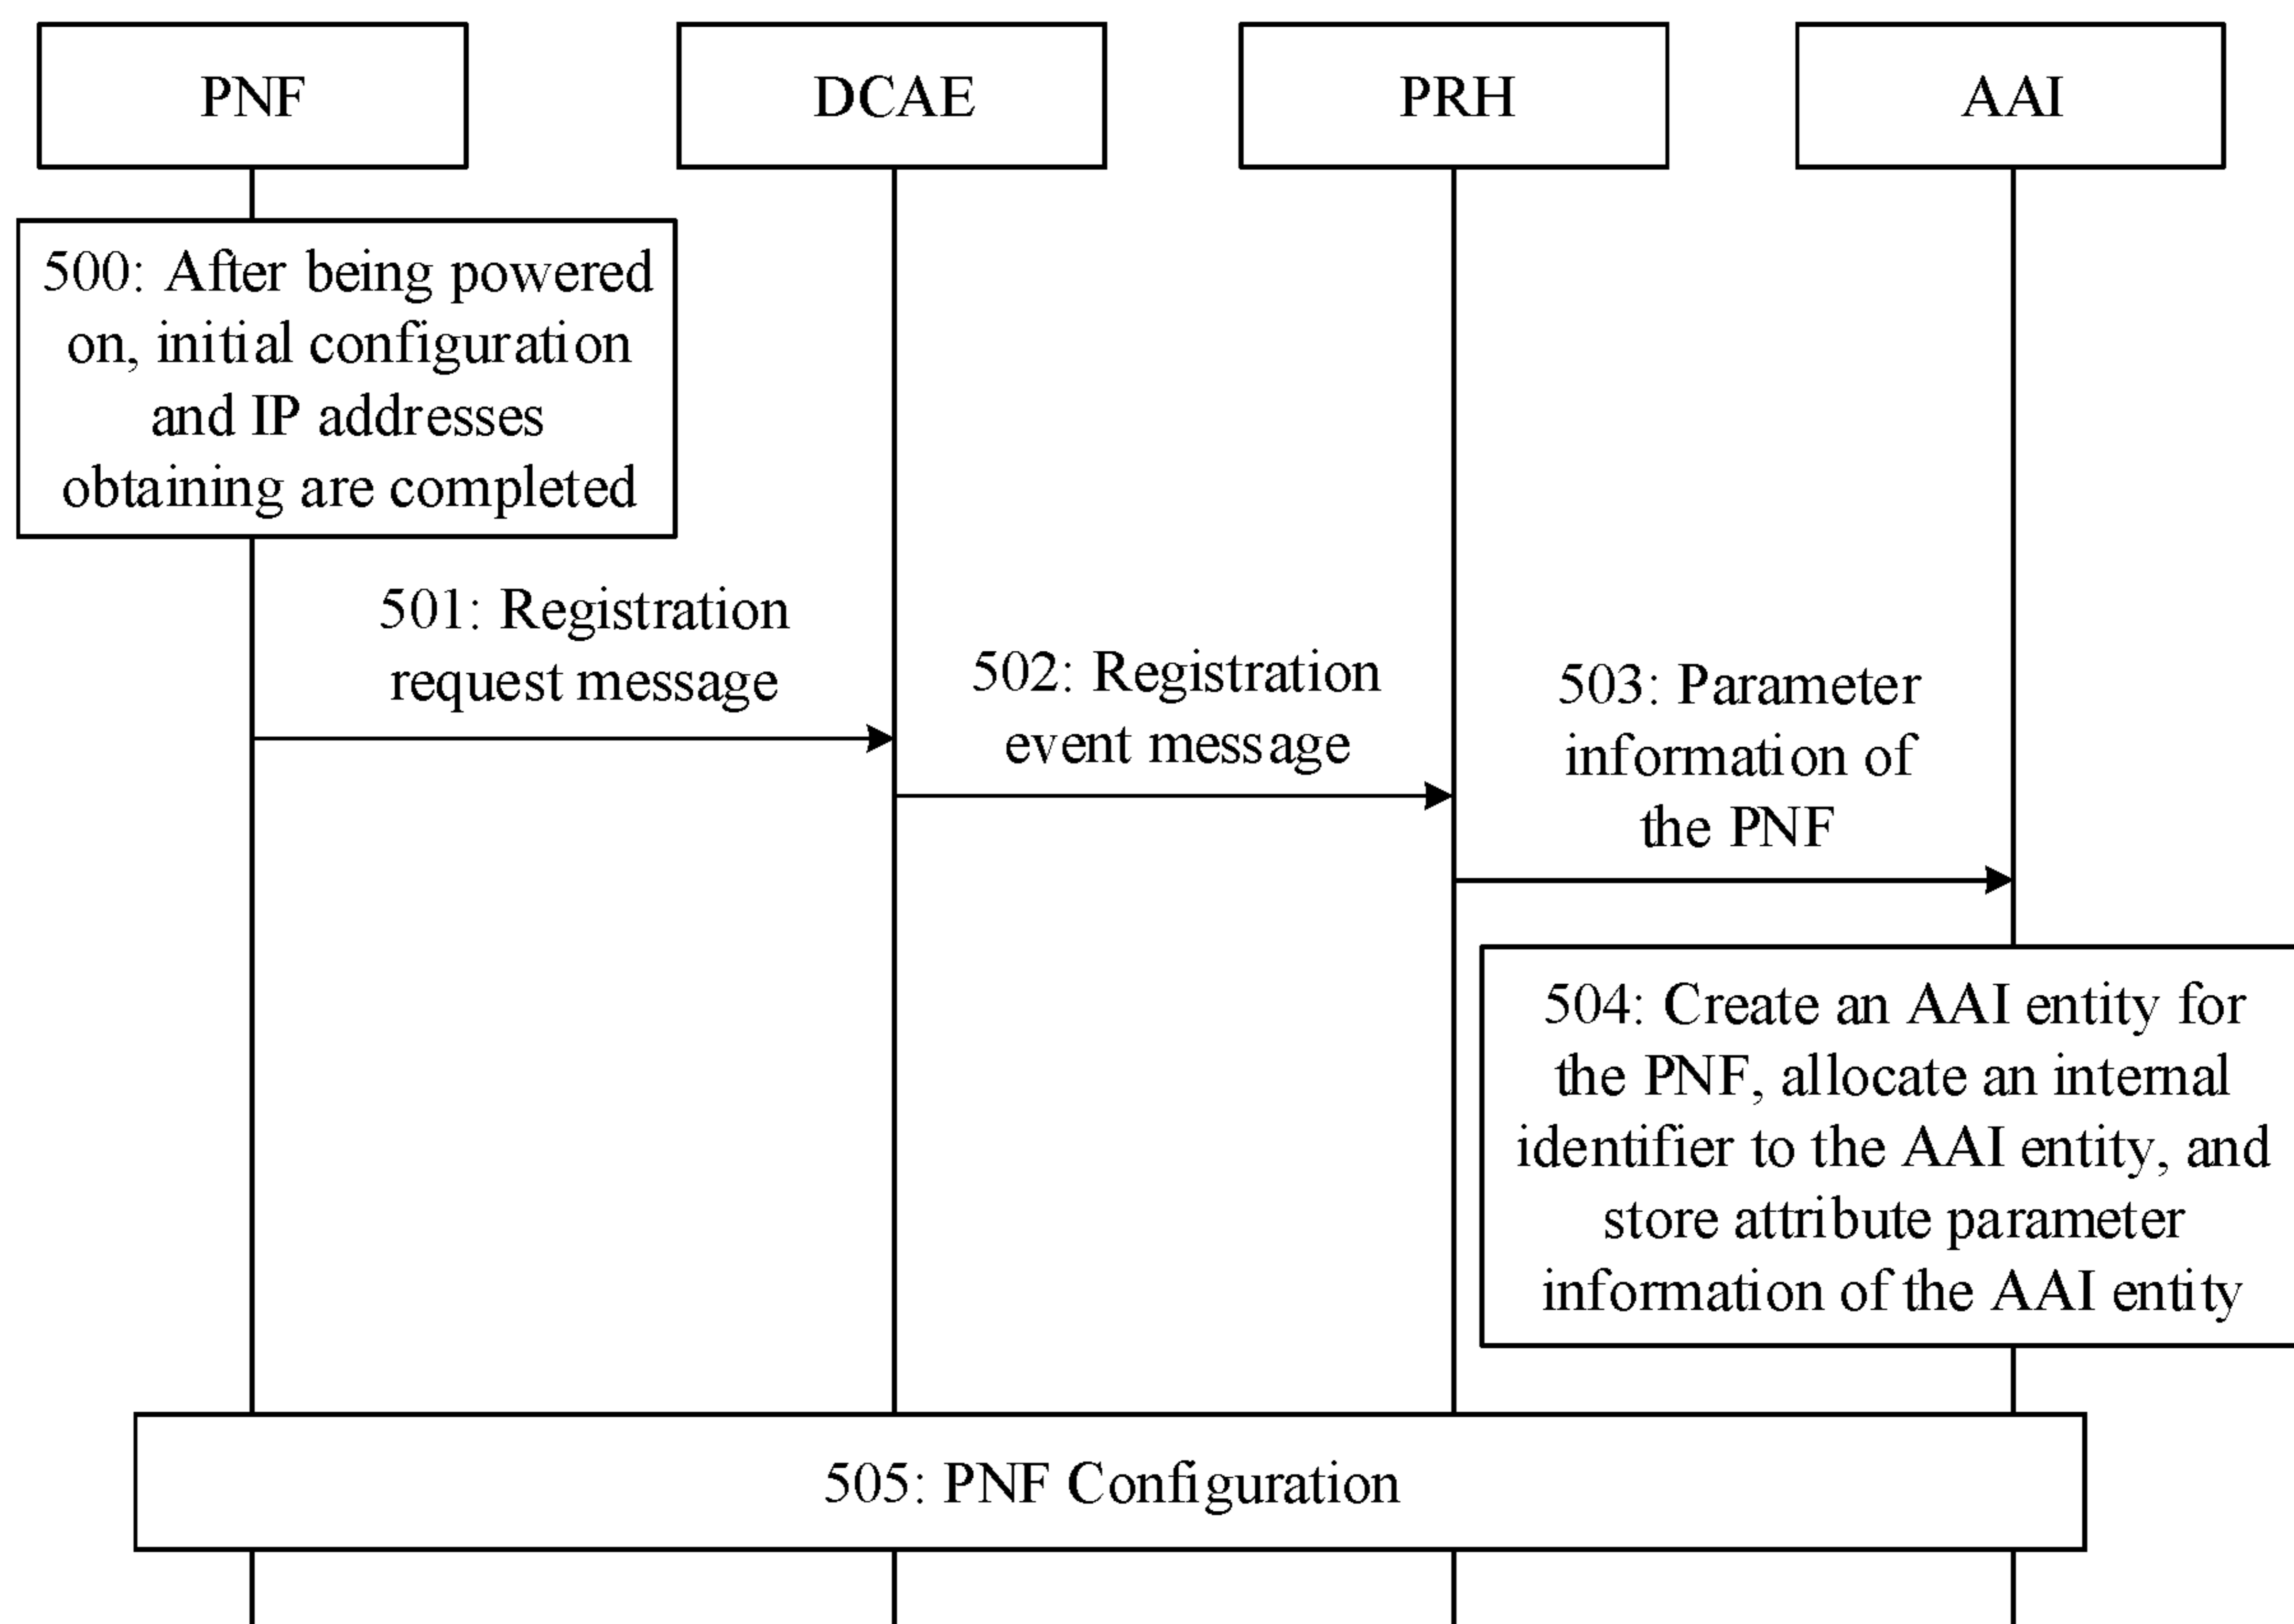 PNF
DCAE
PRH
AAI
500: After being powered
on, initial configuration
and IP addresses
obtaining are completed
501: Registration
request message
502: Registration
event message
503: Parameter
information of
the PNF
504: Create an AAI entity for
the PNF, allocate an internal
identifier to the AAI entity, and
store attribute parameter
information of the AAI entity
505: PNF Configuration